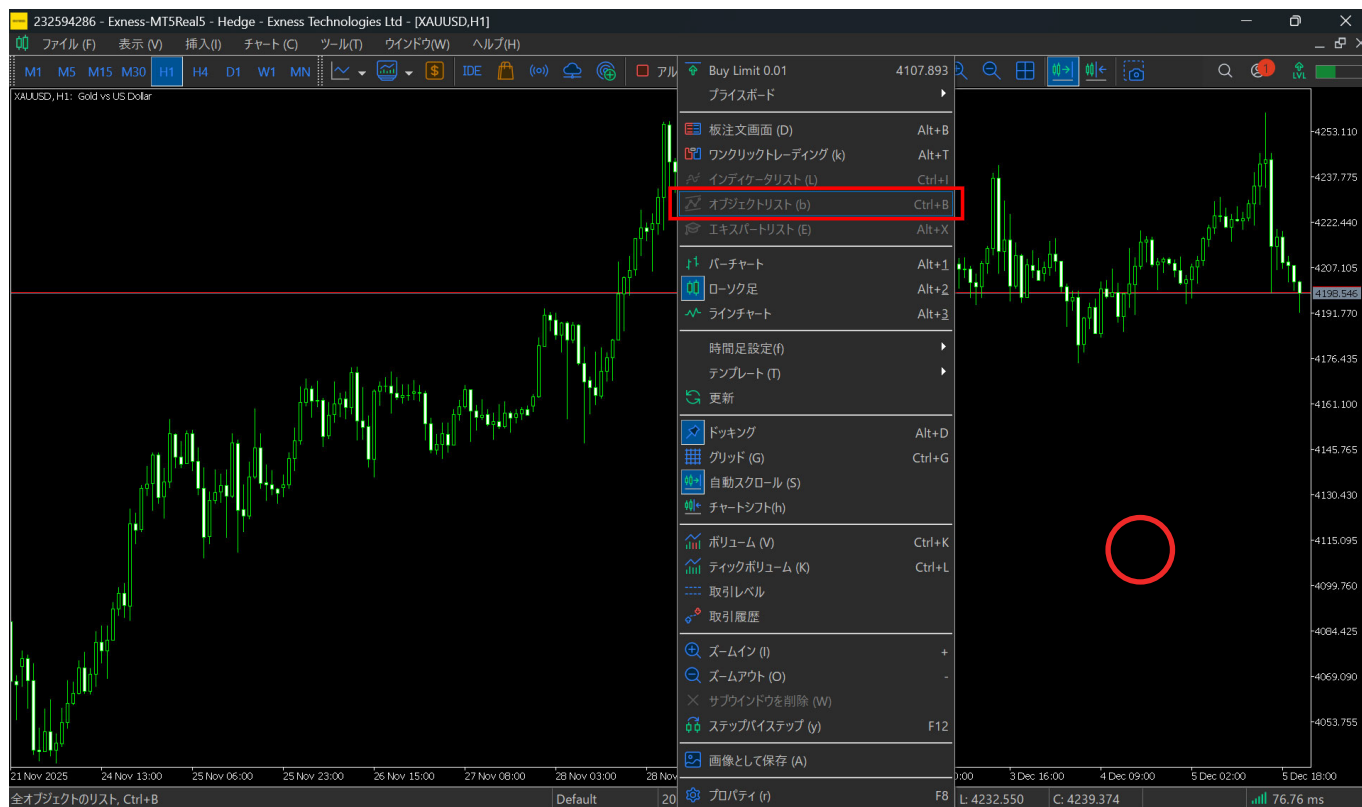 232594286 - Exness-MT5Real5 - Hedge - Exness Technologies Ltd - [XAUUSD,H1]
ファイル (F) 表示 (V) 挿入(I) チャート (C) ツール(T) ウインドウ(W) ヘルプ(H)
M1 M5 M15 M30 H1 H4 D1 W1 MN IDE アル 1 LVL
XAUUSD, H1: Gold vs US Dollar
Buy Limit 0.01 4107.893
プライスボード
板注文画面 (D) Alt+B
ワンクリックトレーディング (k) Alt+T
インディケータリスト (L) Ctrl+I
オブジェクトリスト (b) Ctrl+B
エキスパートリスト (E) Alt+X
バーチャート Alt+1
ローソク足 Alt+2
ラインチャート Alt+3
時間足設定(f)
テンプレート (T)
更新
ドッキング Alt+D
グリッド (G) Ctrl+G
自動スクロール (S)
チャートシフト(h)
ボリューム (V) Ctrl+K
ティックボリューム (K) Ctrl+L
取引レベル
取引履歴
ズームイン (I) +
ズームアウト (O) -
サブウインドウを削除 (W)
ステップバイステップ (y) F12
画像として保存 (A)
プロパティ (r) F8
4253.110
4237.775
4222.440
4207.105
4198.546
4191.770
4176.435
4161.100
4145.765
4130.430
4115.095
4099.760
4084.425
4069.090
4053.755
21 Nov 2025 24 Nov 13:00 25 Nov 06:00 25 Nov 23:00 26 Nov 15:00 27 Nov 08:00 28 Nov 03:00 28 Nov :00 3 Dec 16:00 4 Dec 09:00 5 Dec 02:00 5 Dec 18:00
全オブジェクトのリスト, Ctrl+B Default 20 L: 4232.550 C: 4239.374 76.76 ms